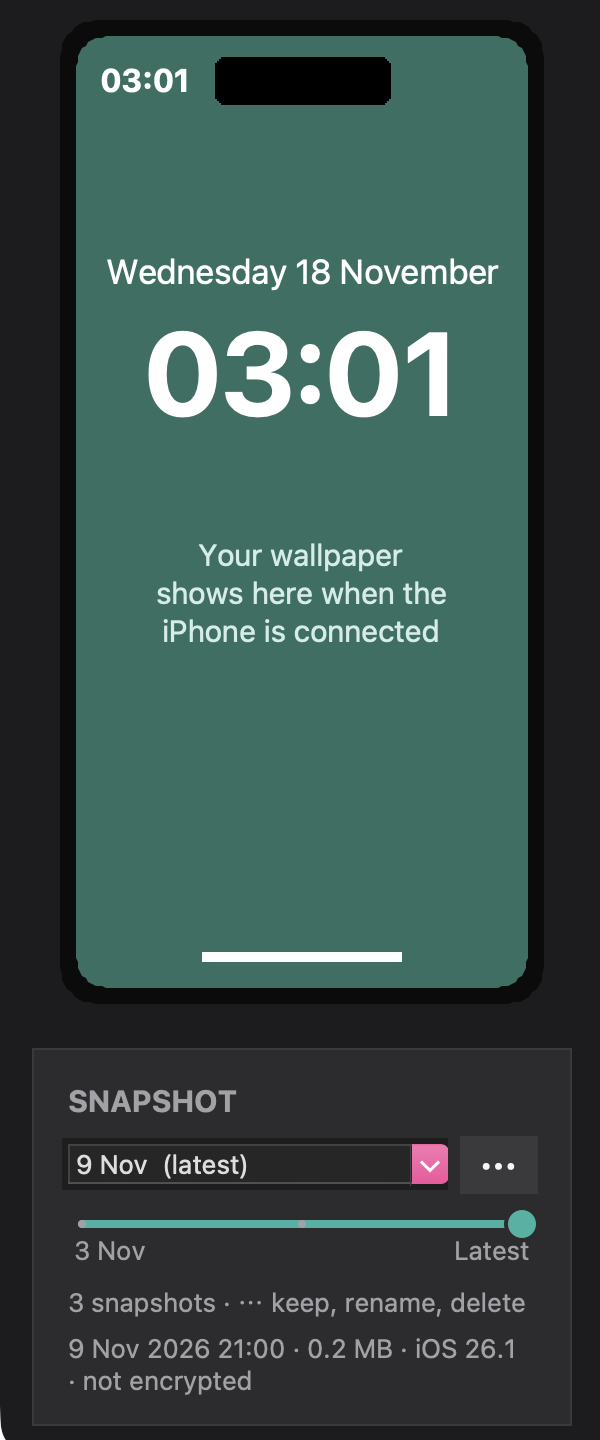 03:01
Wednesday 18 November
03:01
Your wallpaper
shows here when the
iPhone is connected
SNAPSHOT
9 Nov (latest)
•••
3 Nov
Latest
3 snapshots · ··· keep, rename, delete
9 Nov 2026 21:00 · 0.2 MB · iOS 26.1
· not encrypted